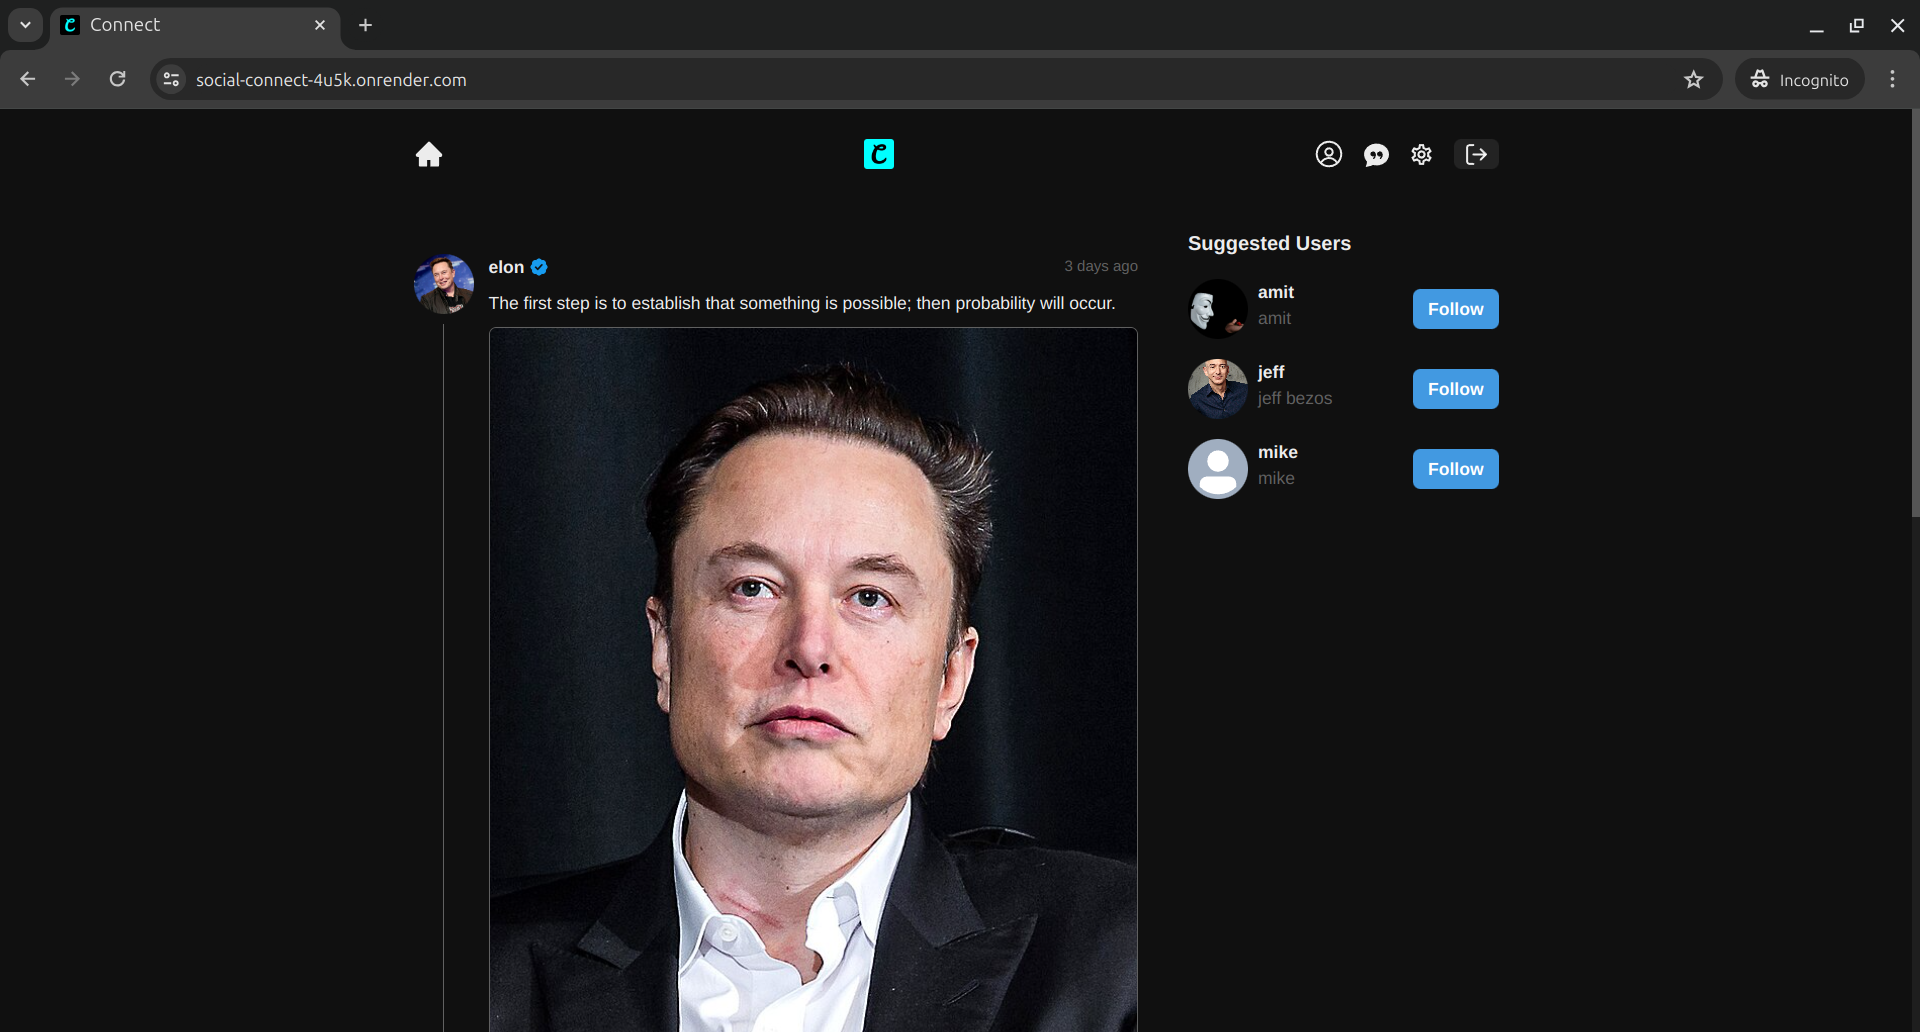 Connect
social-connect-4u5k.onrender.com
Incognito
C
elon
3 days ago
The first step is to establish that something is possible; then probability will occur.
Suggested Users
amit
amit
Follow
jeff
jeff bezos
Follow
mike
mike
Follow